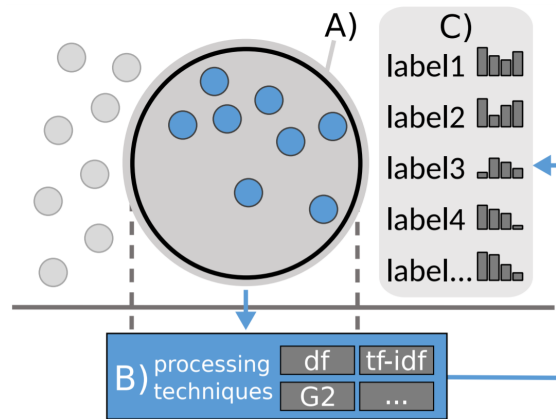 A)
C)
label1
label2
label3
label4
label...
B) processing techniques
df
tf-idf
G2
...